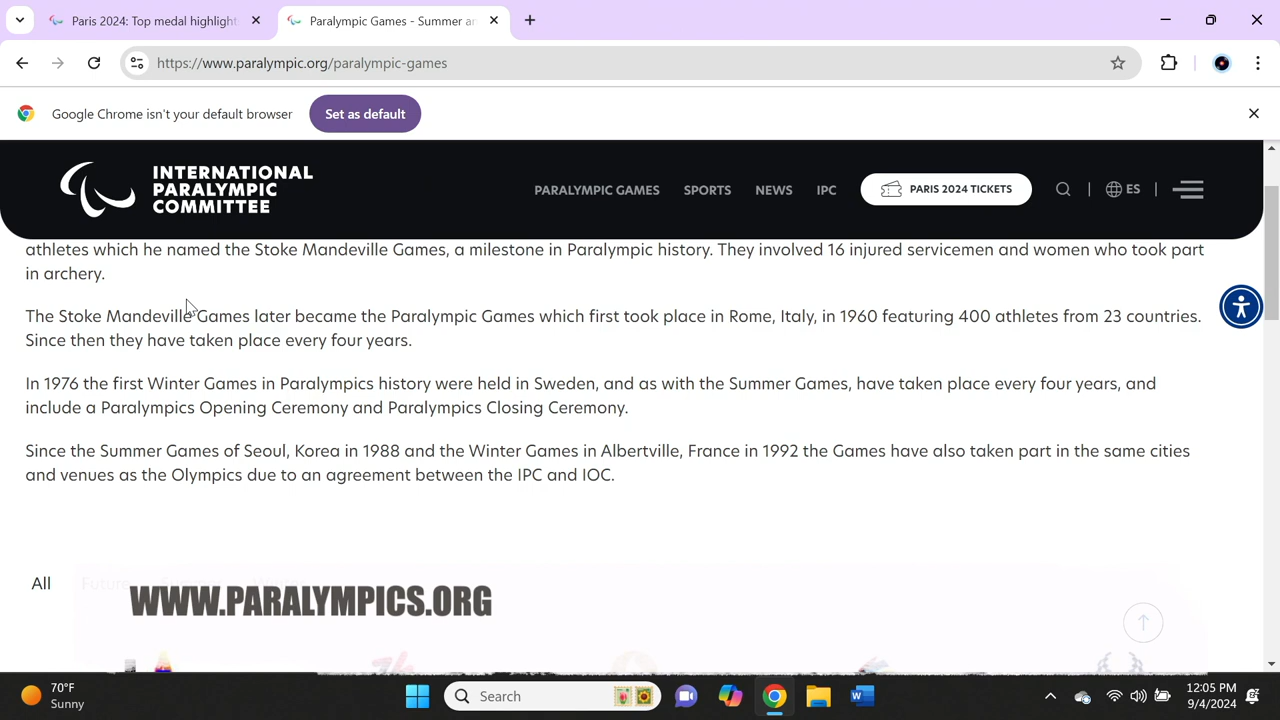 Paris 2024: Top medal highlight
Paralympic Games - Summer an
https://www.paralympic.org/paralympic-games
Google Chrome isn't your default browser
Set as default
INTERNATIONAL
PARALYMPIC
COMMITTEE
PARALYMPIC GAMES
SPORTS
NEWS
IPC
PARIS 2024 TICKETS
ES
athletes which he named the Stoke Mandeville Games, a milestone in Paralympic history. They involved 16 injured servicemen and women who took part
in archery.
The Stoke Mandeville Games later became the Paralympic Games which first took place in Rome, Italy, in 1960 featuring 400 athletes from 23 countries.
Since then they have taken place every four years.
In 1976 the first Winter Games in Paralympics history were held in Sweden, and as with the Summer Games, have taken place every four years, and
include a Paralympics Opening Ceremony and Paralympics Closing Ceremony.
Since the Summer Games of Seoul, Korea in 1988 and the Winter Games in Albertville, France in 1992 the Games have also taken part in the same cities
and venues as the Olympics due to an agreement between the IPC and IOC.
All
Future
WWW.PARALYMPICS.ORG
70°F
Sunny
Search
12:05 PM
9/4/2024